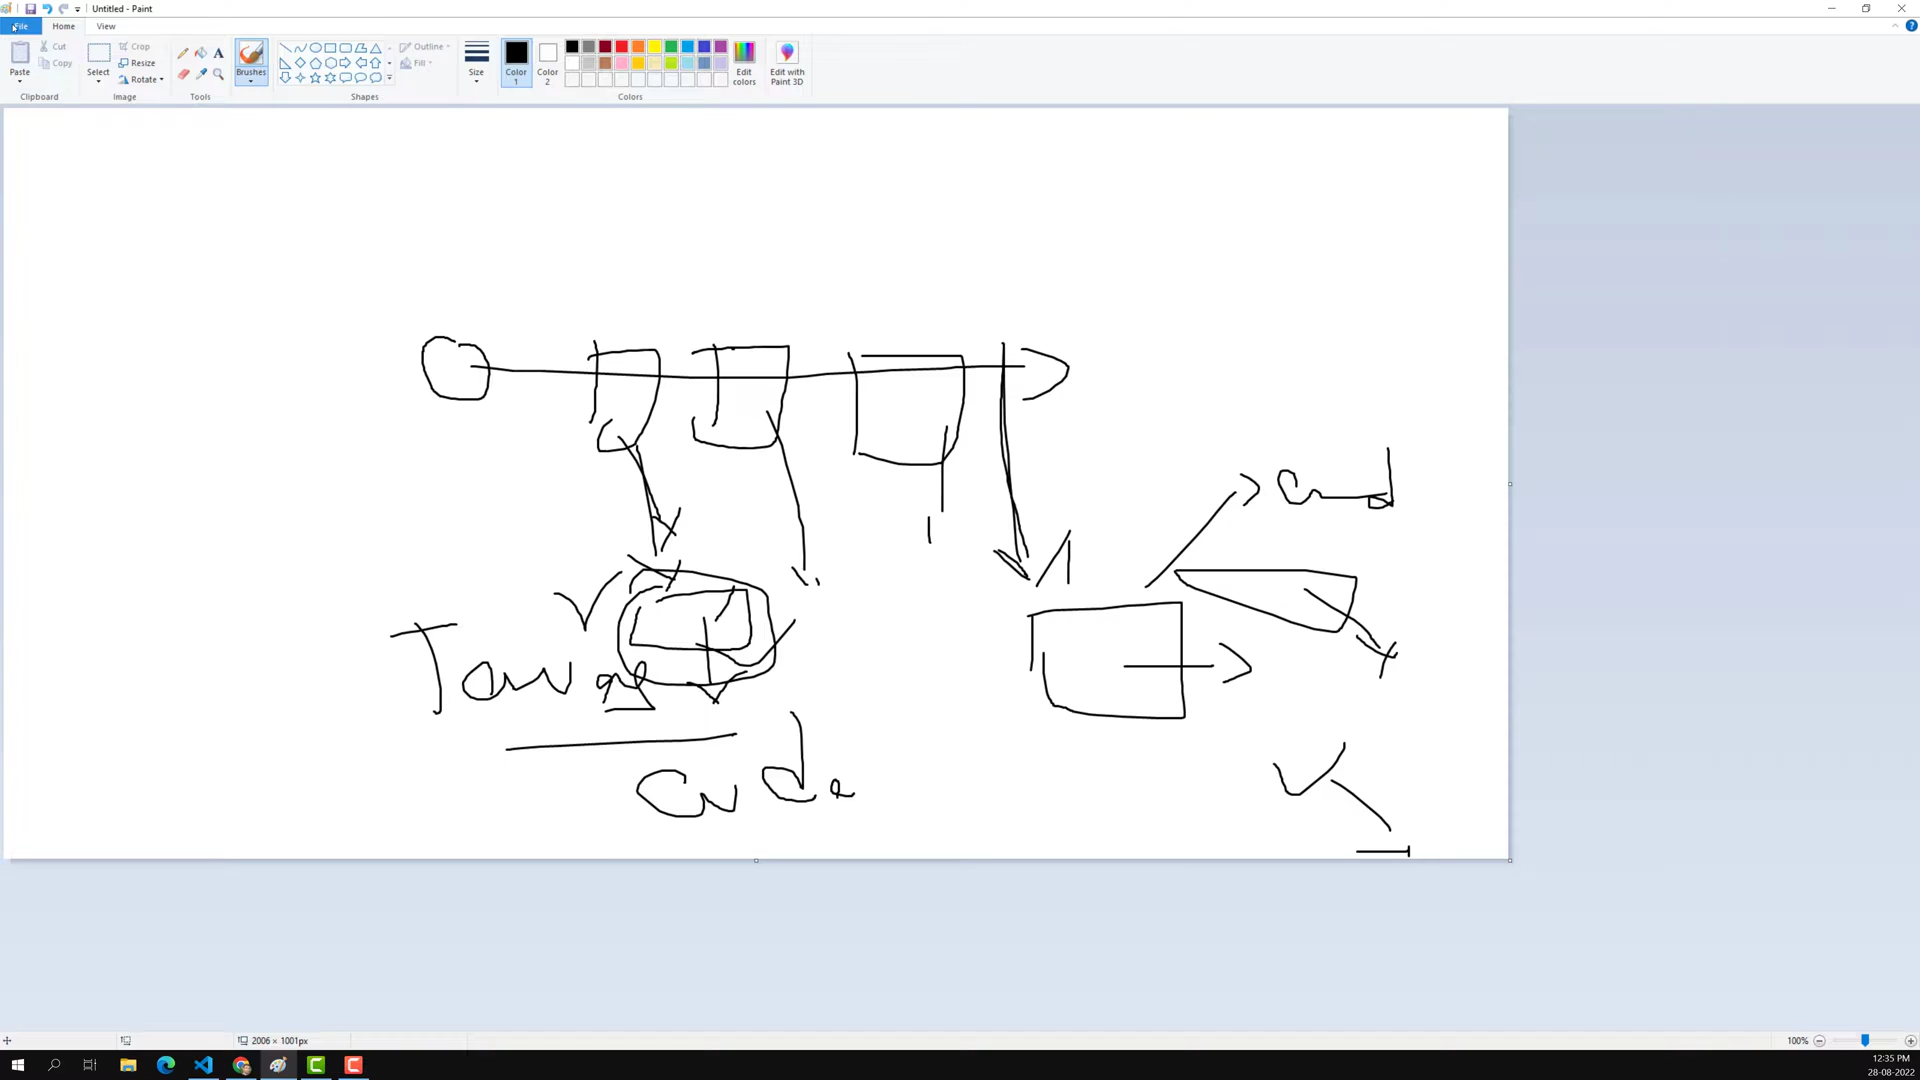 Untitled - Paint
File Home View
Paste
Cut
Copy
Clipboard
Select
Crop
Resize
Rotate
Image
A
Tools
Brushes
Outline
Fill
Shapes
Size
Color 1
Color 2
Edit colors
Edit with Paint 3D
Colors
2006 × 1001px
100%
12:35 PM
28-08-2022